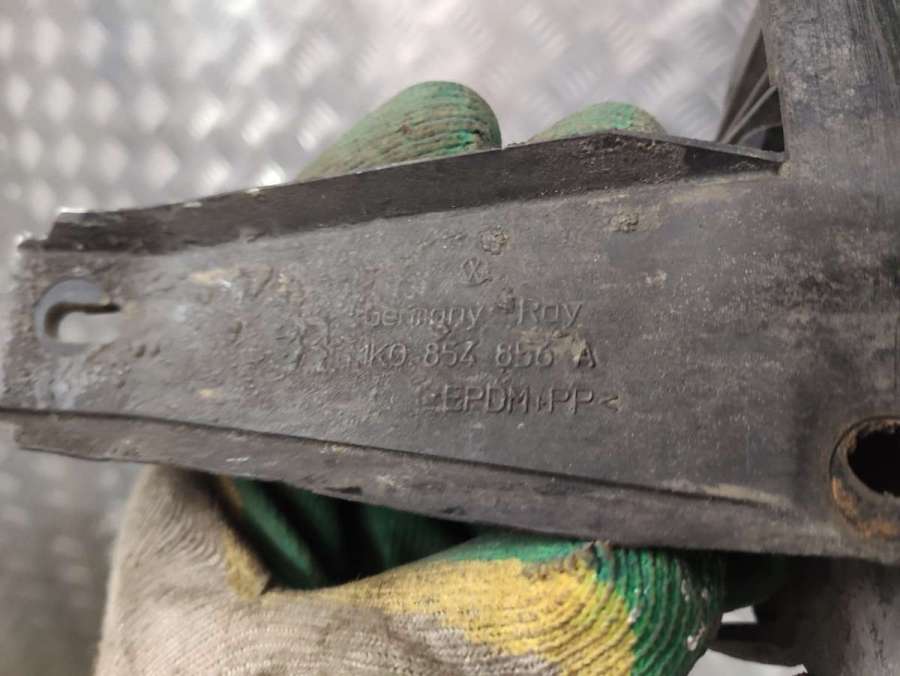 Germany Ray
1K0 854 856 A
>EPDM+PP<